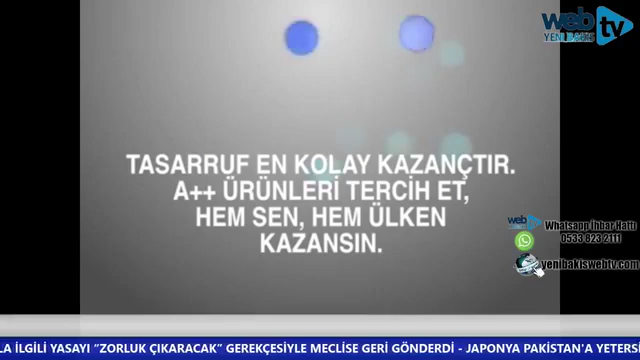 web tv
YENİ BAKIŞ
TASARRUF EN KOLAY KAZANÇTIR.
A++ ÜRÜNLERİ TERCİH ET,
HEM SEN, HEM ÜLKEN
KAZANSIN.
web
Whatsapp İhbar Hattı
0533 823 2111
yenibakiswebtv.com
LA İLGİLİ YASAYI “ZORLUK ÇIKARACAK” GEREKÇESİYLE MECLİSE GERİ GÖNDERDİ - JAPONYA PAKİSTAN'A YETERSİ